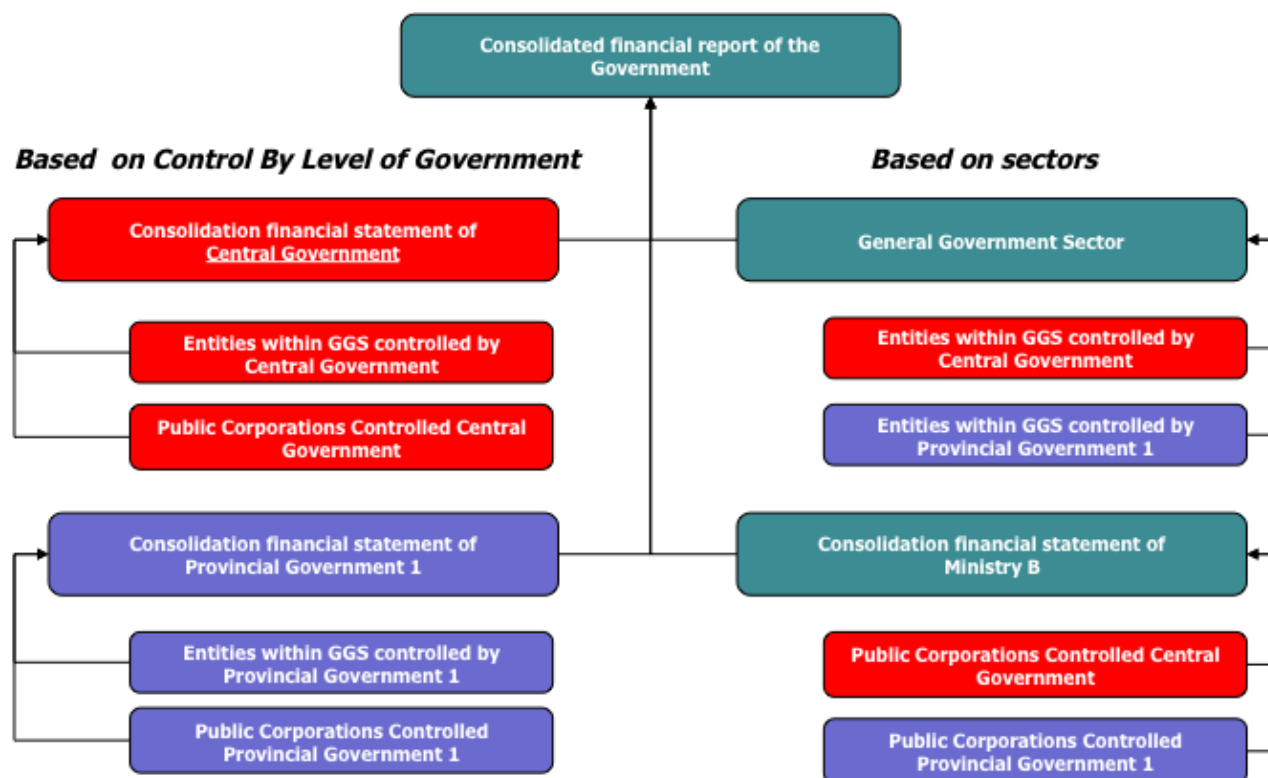 Consolidated financial report of the
Government
Based on Control By Level of Government
Based on sectors
Consolidation financial statement of
Central Government
Entities within GGS controlled by
Central Government
Public Corporations Controlled Central
Government
Consolidation financial statement of
Provincial Government 1
Entities within GGS controlled by
Provincial Government 1
Public Corporations Controlled
Provincial Government 1
General Government Sector
Entities within GGS controlled by
Central Government
Entities within GGS controlled by
Provincial Government 1
Consolidation financial statement of
Ministry B
Public Corporations Controlled Central
Government
Public Corporations Controlled
Provincial Government 1